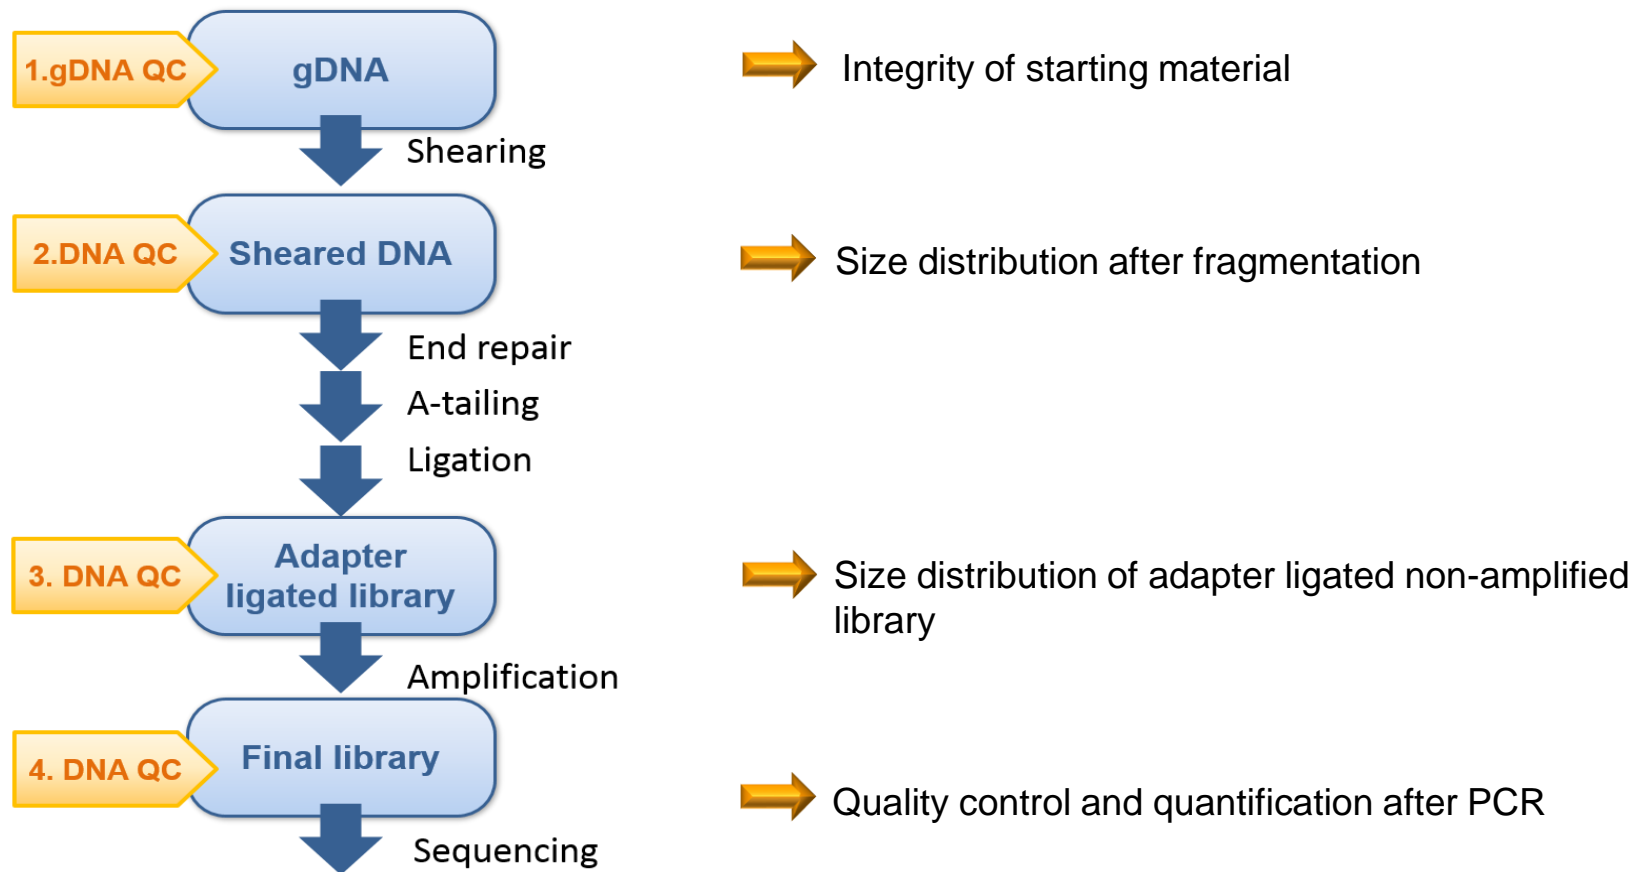 1.gDNA QC
gDNA
Integrity of starting material
Shearing
2.DNA QC
Sheared DNA
Size distribution after fragmentation
End repair
A-tailing
Ligation
3. DNA QC
Adapter
ligated library
Size distribution of adapter ligated non-amplified
library
Amplification
4. DNA QC
Final library
Quality control and quantification after PCR
Sequencing